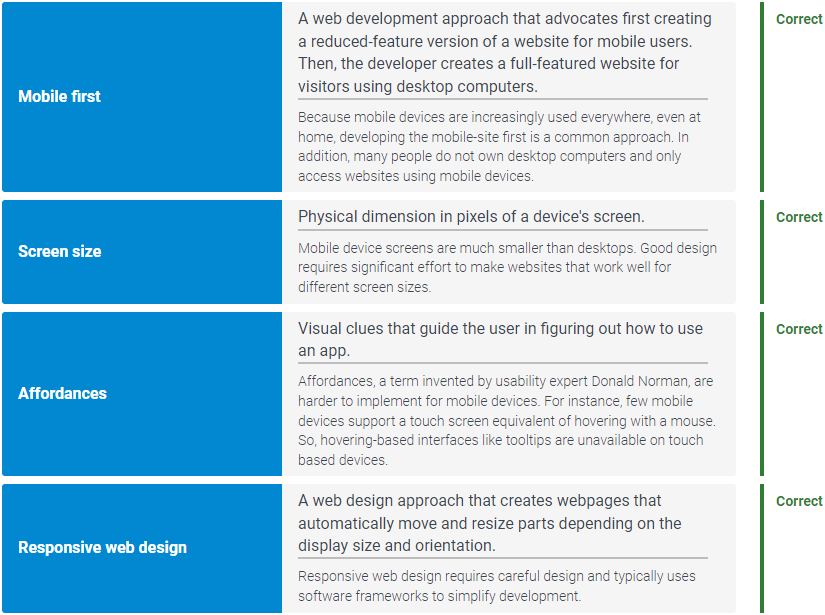 Mobile first
A web development approach that advocates first creating
a reduced-feature version of a website for mobile users.
Then, the developer creates a full-featured website for
visitors using desktop computers.
Because mobile devices are increasingly used everywhere, even at
home, developing the mobile-site first is a common approach. In
addition, many people do not own desktop computers and only
access websites using mobile devices.
Correct
Screen size
Physical dimension in pixels of a device's screen.
Mobile device screens are much smaller than desktops. Good design
requires significant effort to make websites that work well for
different screen sizes.
Correct
Affordances
Visual clues that guide the user in figuring out how to use
an app.
Affordances, a term invented by usability expert Donald Norman, are
harder to implement for mobile devices. For instance, few mobile
devices support a touch screen equivalent of hovering with a mouse.
So, hovering-based interfaces like tooltips are unavailable on touch
based devices.
Correct
Responsive web design
A web design approach that creates webpages that
automatically move and resize parts depending on the
display size and orientation.
Responsive web design requires careful design and typically uses
software frameworks to simplify development.
Correct